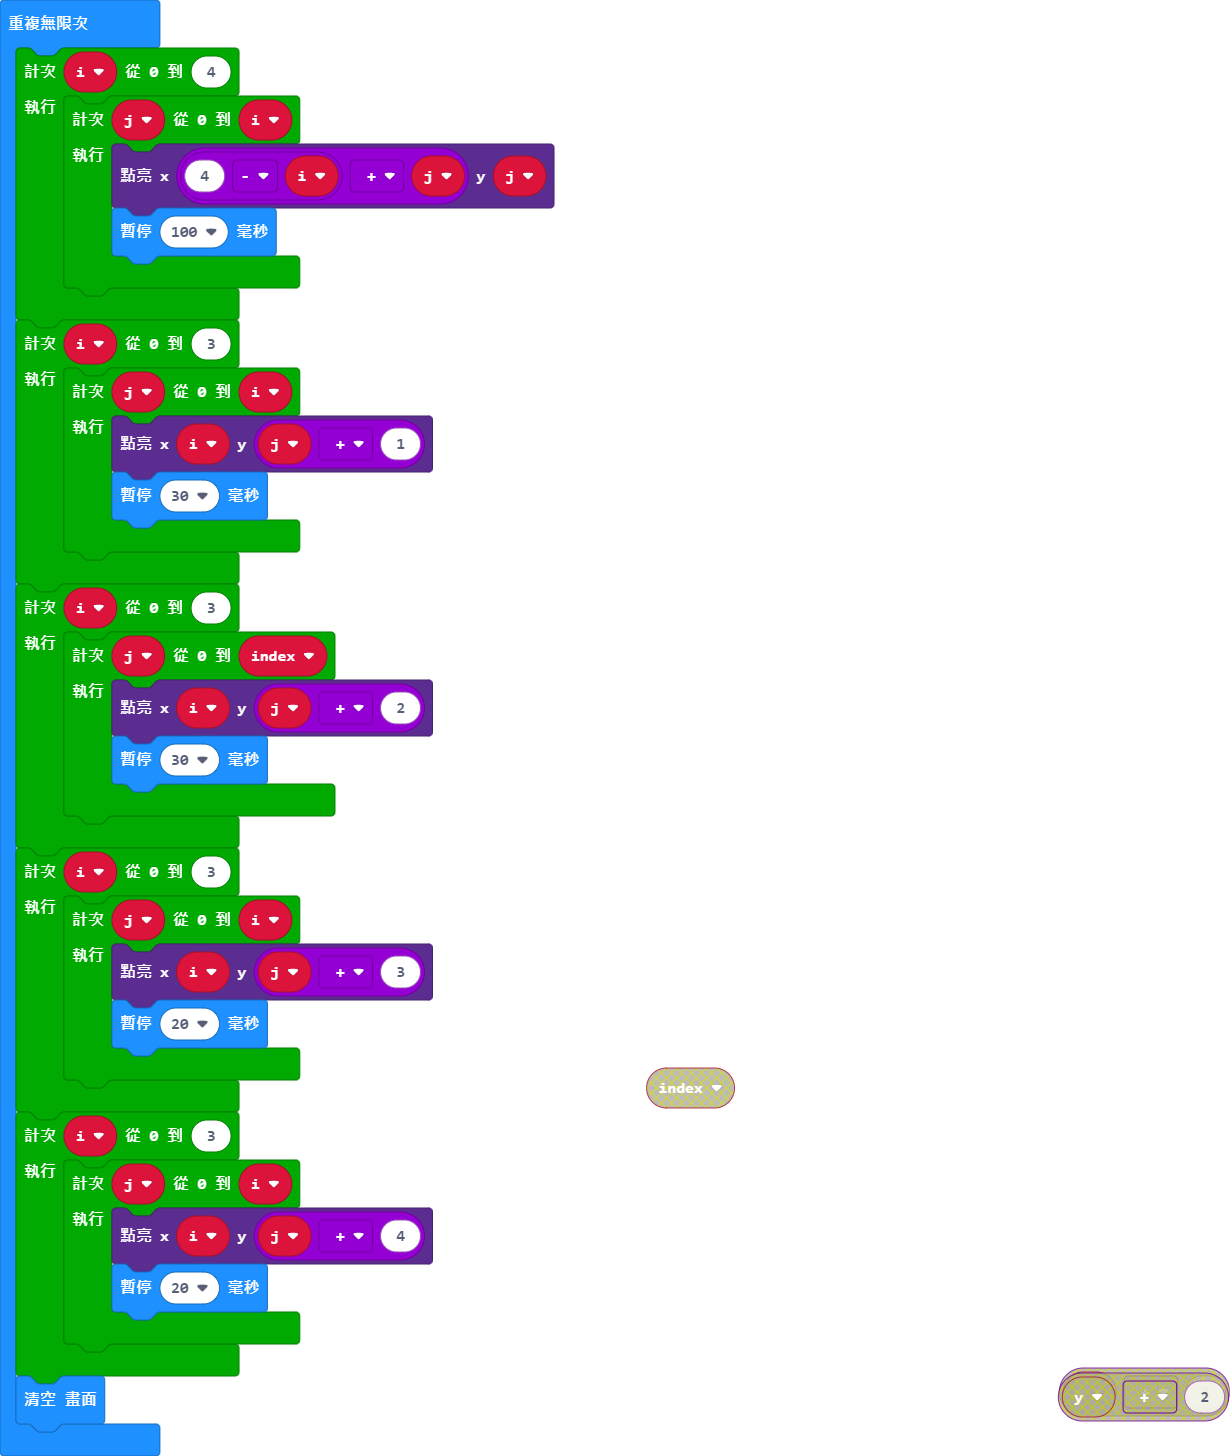 重複無限次
計次 i 從 0 到 4
執行
計次 j 從 0 到 i
執行
點亮 x 4 - i + j y j
暫停 100 毫秒
計次 i 從 0 到 3
執行
計次 j 從 0 到 i
執行
點亮 x i y j + 1
暫停 30 毫秒
計次 i 從 0 到 3
執行
計次 j 從 0 到 index
執行
點亮 x i y j + 2
暫停 30 毫秒
計次 i 從 0 到 3
執行
計次 j 從 0 到 i
執行
點亮 x i y j + 3
暫停 20 毫秒
index
計次 i 從 0 到 3
執行
計次 j 從 0 到 i
執行
點亮 x i y j + 4
暫停 20 毫秒
清空 畫面
y + 2